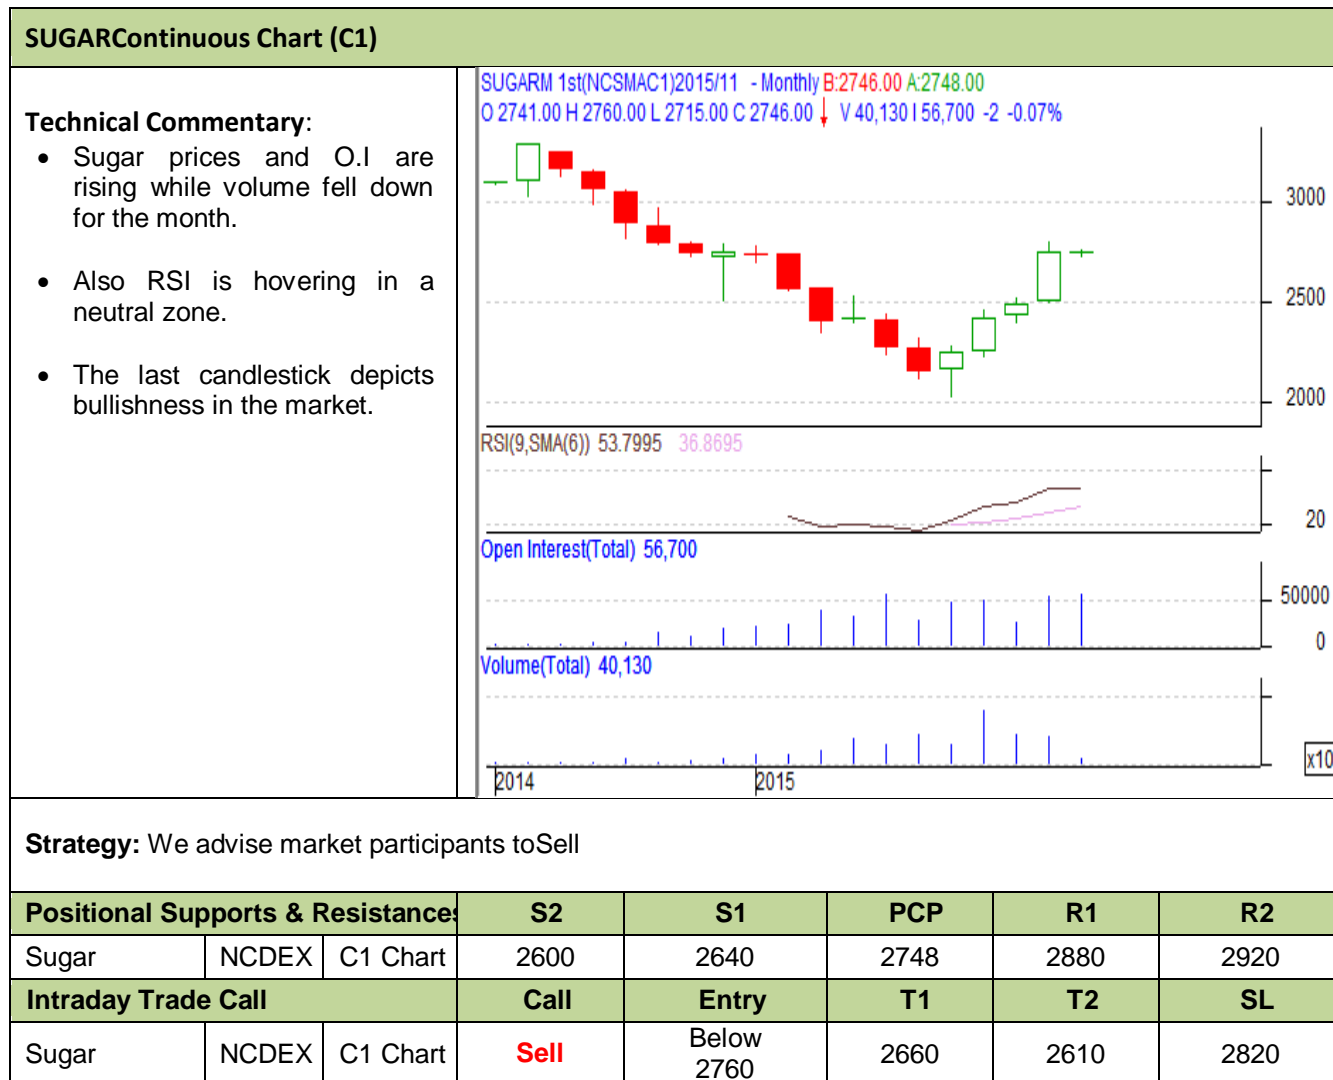 SUGARContinuous Chart (C1)
Technical Commentary:
• Sugar prices and O.I are
rising while volume fell down
for the month.
• Also RSI is hovering in a
neutral zone.
• The last candlestick depicts
bullishness in the market.
SUGARM 1st(NCSMAC1)2015/11 - Monthly B:2746.00 A:2748.00
O 2741.00 H 2760.00 L 2715.00 C 2746.00 ↓ V 40,130 I 56,700 -2 -0.07%
3000
2500
2000
RSI(9,SMA(6)) 53.7995 36.8695
20
Open Interest(Total) 56,700
50000
0
Volume(Total) 40,130
x10
2014 2015
Strategy: We advise market participants toSell
Positional Supports & Resistances S2 S1 PCP R1 R2
Sugar NCDEX C1 Chart 2600 2640 2748 2880 2920
Intraday Trade Call Call Entry T1 T2 SL
Sugar NCDEX C1 Chart Sell Below 2760 2660 2610 2820